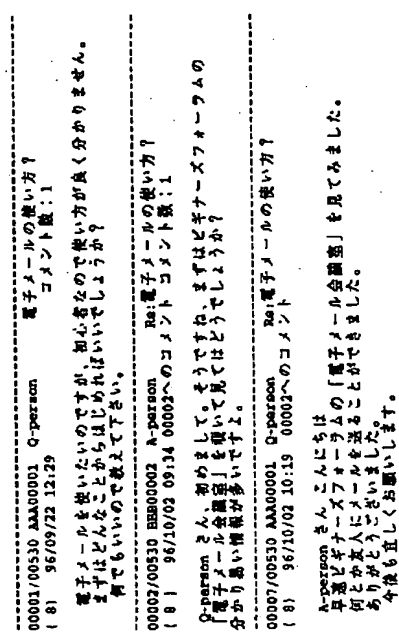 00001/00530 AAA00001 Q-person 電子メールの使い方?
( 8) 96/09/22 12:29 コメント数:1
電子メールを使いたいのですが、初心者なので使い方が良く分かりません。
まずはどんなことからはじめればいいでしょうか?
何でもいいので教えて下さい。
00002/00530 BBB00002 A-person Re:電子メールの使い方?
( 8) 96/10/02 09:34 00002へのコメント コメント数:1
Q-person さん、初めまして。そうですね、まずはビギナーズフォーラムの
「電子メール会議室」を覗いて見てはどうでしょうか?
分かり易い情報が多いですよ。
00007/00530 AAA00001 Q-person Re:電子メールの使い方?
( 8) 96/10/02 10:19 00002へのコメント
A-person さん こんにちは
早速ビギナーズフォーラムの「電子メール会議室」を見てみました。
何とか友人にメールを送ることができました。
ありがとうございました。
今後も宜しくお願いします。